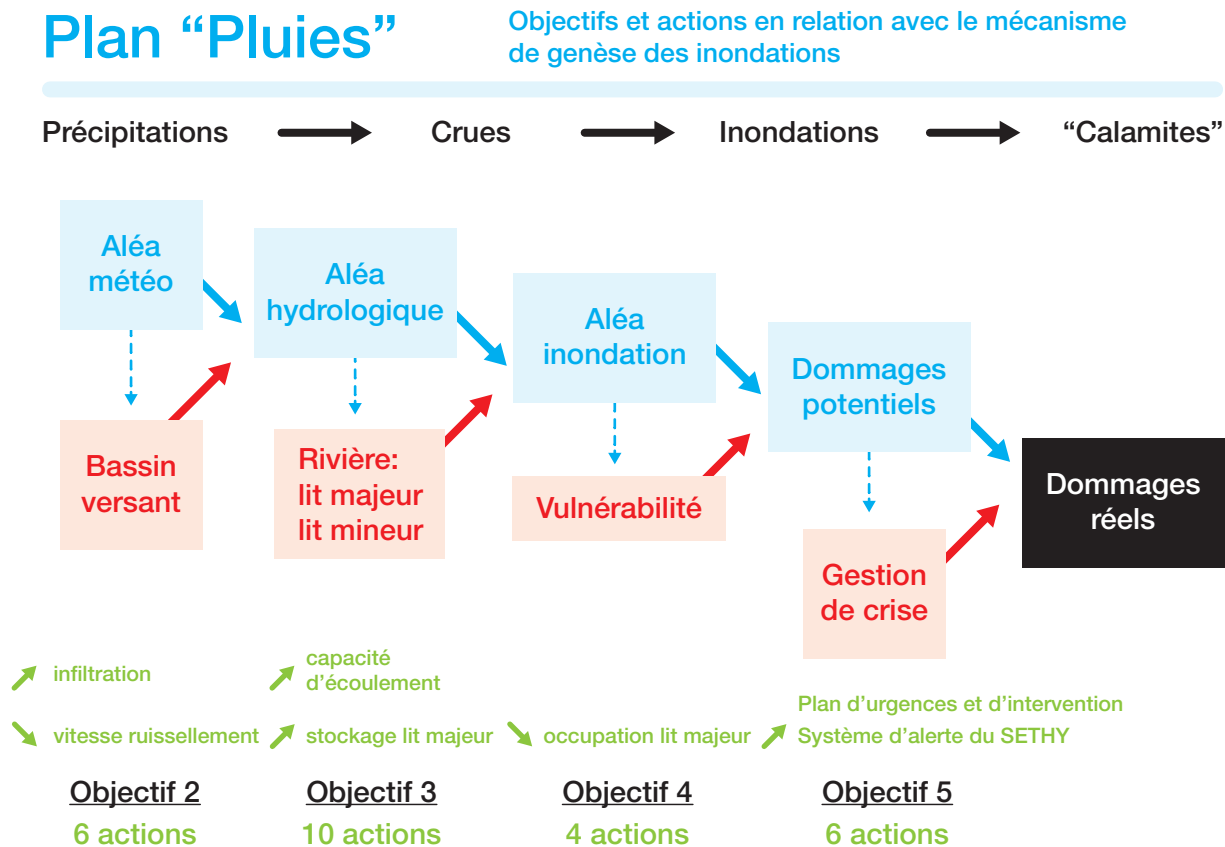 Plan “Pluies”
Objectifs et actions en relation avec le mécanisme
de genèse des inondations
Précipitations
Crues
Inondations
“Calamites”
Aléa
météo
Aléa
hydrologique
Aléa
inondation
Dommages
potentiels
Bassin
versant
Rivière:
lit majeur
lit mineur
Vulnérabilité
Gestion
de crise
Dommages
réels
infiltration
vitesse ruissellement
capacité
d’écoulement
stockage lit majeur
occupation lit majeur
Plan d’urgences et d’intervention
Système d’alerte du SETHY
Objectif 2
6 actions
Objectif 3
10 actions
Objectif 4
4 actions
Objectif 5
6 actions